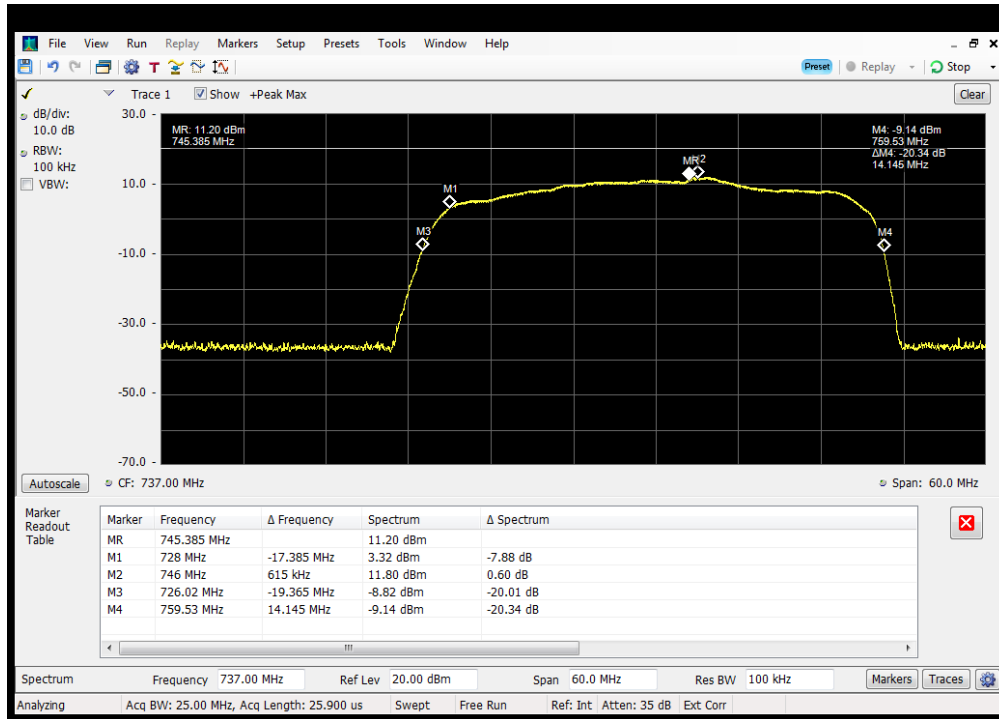 File View Run Replay Markers Setup Presets Tools Window Help
T Preset Replay Stop
Trace 1 Show +Peak Max Clear
dB/div:
10.0 dB
RBW:
100 kHz
VBW:
30.0 -
10.0 -
-10.0 -
-30.0 -
-50.0 -
-70.0 -
MR: 11.20 dBm
745.385 MHz
M4: -9.14 dBm
759.53 MHz
ΔM4: -20.34 dB
14.145 MHz
MR2
M1
M3
M4
Autoscale CF: 737.00 MHz Span: 60.0 MHz
Marker
Readout
Table
Marker Frequency Δ Frequency Spectrum Δ Spectrum
MR 745.385 MHz 11.20 dBm
M1 728 MHz -17.385 MHz 3.32 dBm -7.88 dB
M2 746 MHz 615 kHz 11.80 dBm 0.60 dB
M3 726.02 MHz -19.365 MHz -8.82 dBm -20.01 dB
M4 759.53 MHz 14.145 MHz -9.14 dBm -20.34 dB
Spectrum Frequency 737.00 MHz Ref Lev 20.00 dBm Span 60.0 MHz Res BW 100 kHz Markers Traces
Analyzing Acq BW: 25.00 MHz, Acq Length: 25.900 us Swept Free Run Ref: Int Atten: 35 dB Ext Corr